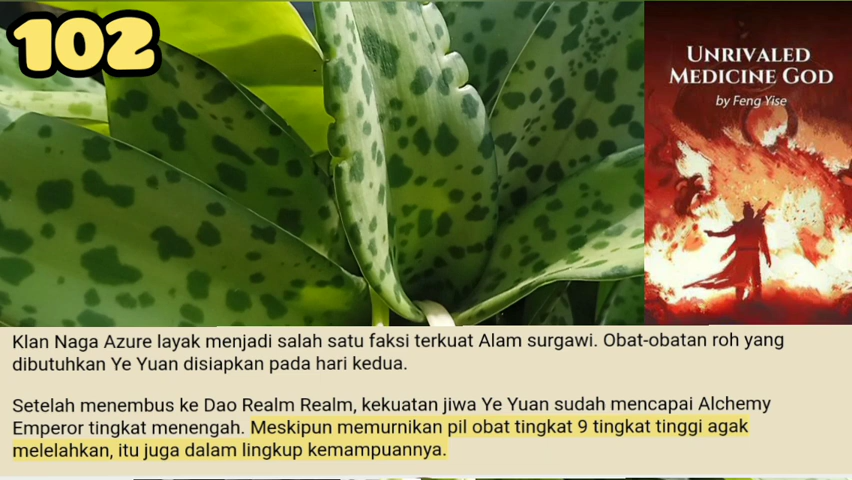 102
UNRIVALED
MEDICINE GOD
by Feng Yise
Klan Naga Azure layak menjadi salah satu faksi terkuat Alam surgawi. Obat-obatan roh yang
dibutuhkan Ye Yuan disiapkan pada hari kedua.
Setelah menembus ke Dao Realm Realm, kekuatan jiwa Ye Yuan sudah mencapai Alchemy
Emperor tingkat menengah. Meskipun memurnikan pil obat tingkat 9 tingkat tinggi agak
melelahkan, itu juga dalam lingkup kemampuannya.